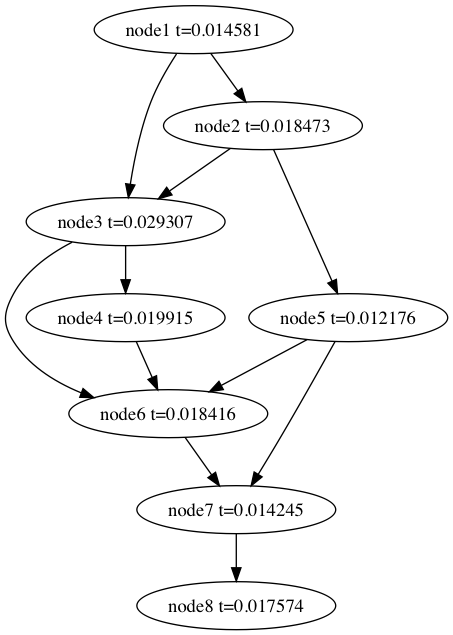 node1 t=0.014581
node2 t=0.018473
node3 t=0.029307
node4 t=0.019915
node5 t=0.012176
node6 t=0.018416
node7 t=0.014245
node8 t=0.017574